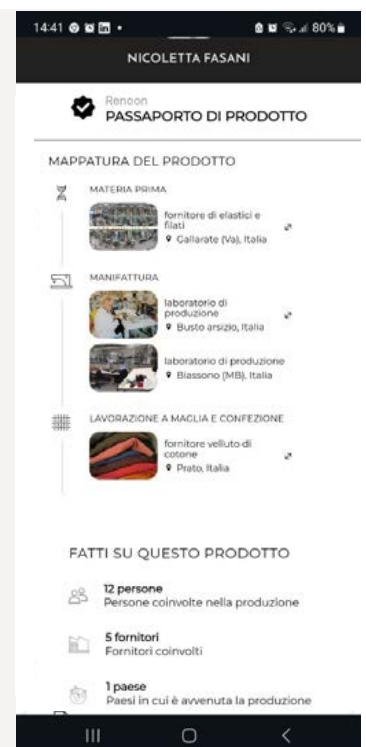 14:41
80%
NICOLETTA FASANI
Renoon
PASSAPORTO DI PRODOTTO
MAPPATURA DEL PRODOTTO
MATERIA PRIMA
fornitore di elastici e
filati
Gallarate (Va), Italia
MANIFATTURA
laboratorio di
produzione
Busto arsizio, Italia
laboratorio di produzione
Biassono (MB), Italia
LAVORAZIONE A MAGLIA E CONFEZIONE
fornitore velluto di
cotone
Prato, Italia
FATTI SU QUESTO PRODOTTO
12 persone
Persone coinvolte nella produzione
5 fornitori
Fornitori coinvolti
1 paese
Paesi in cui è avvenuta la produzione